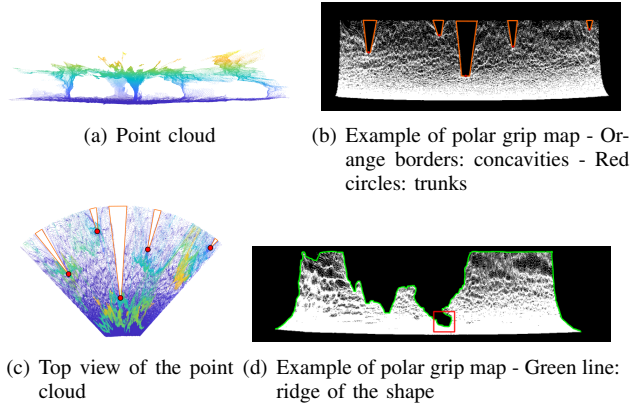 (a) Point cloud
(b) Example of polar grip map - Or-
ange borders: concavities - Red
circles: trunks
(c) Top view of the point
cloud
(d) Example of polar grip map - Green line:
ridge of the shape